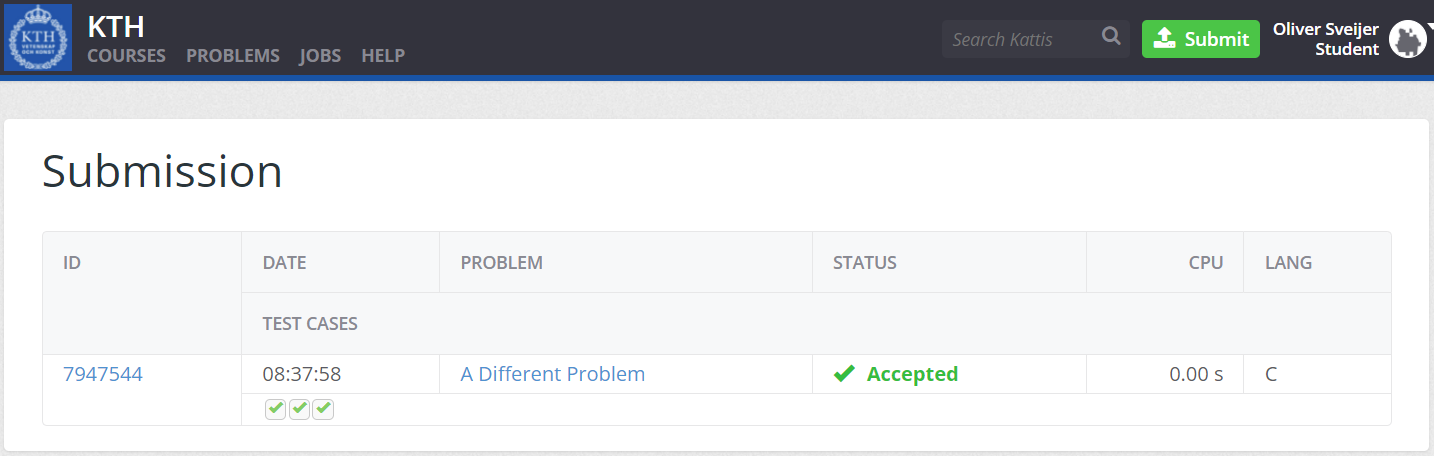 KTH
VETENSKAP
OCH KONST
KTH
COURSES PROBLEMS JOBS HELP
Search Kattis
Submit
Oliver Sveijer
Student
Submission
ID DATE PROBLEM STATUS CPU LANG
TEST CASES
7947544 08:37:58 A Different Problem Accepted 0.00 s C